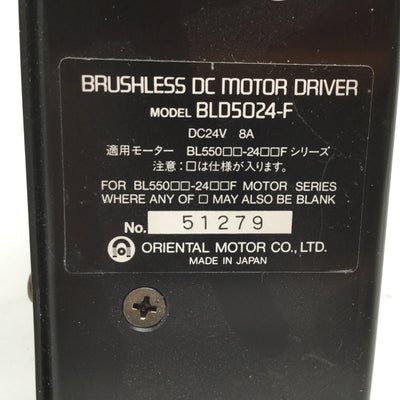 BRUSHLESS DC MOTOR DRIVER
MODEL BLD5024-F
DC24V 8A
適用モーター BL550□□-24□□Fシリーズ
注意:□は仕様が入ります。
FOR BL550□□-24□□F MOTOR SERIES
WHERE ANY OF □ MAY ALSO BE BLANK
No. 51279
ORIENTAL MOTOR CO., LTD.
MADE IN JAPAN